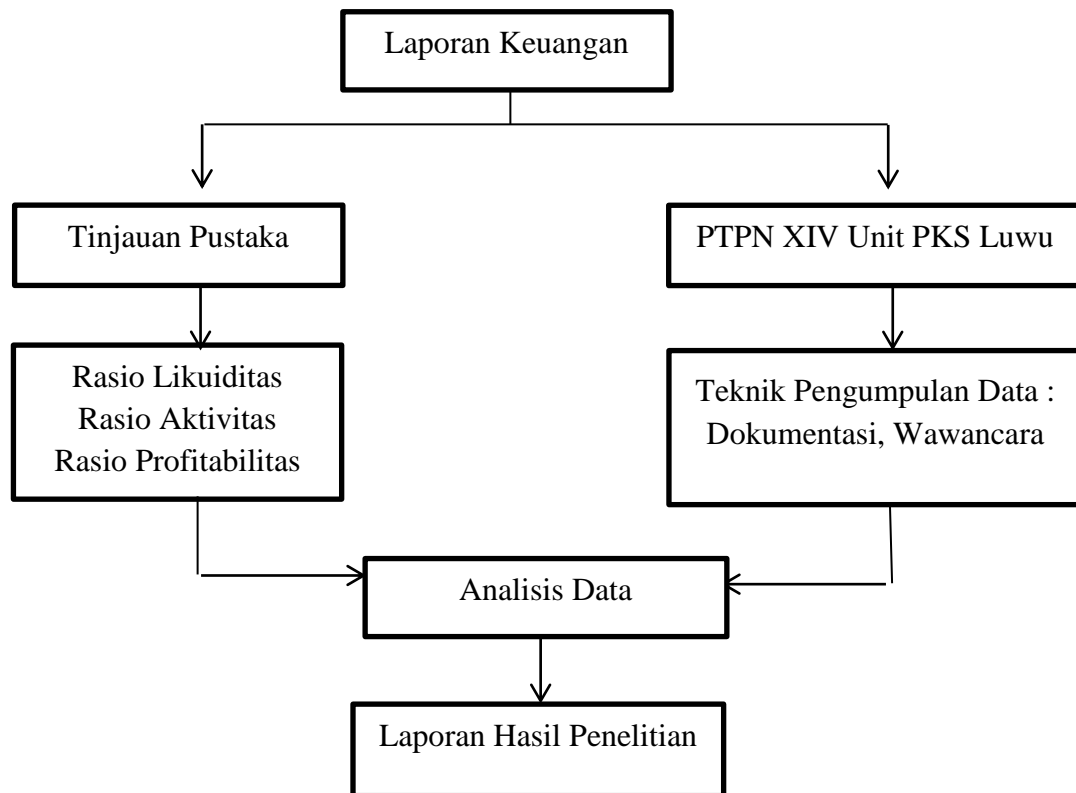 Laporan Keuangan
Tinjauan Pustaka
PTPN XIV Unit PKS Luwu
Rasio Likuiditas
Rasio Aktivitas
Rasio Profitabilitas
Teknik Pengumpulan Data :
Dokumentasi, Wawancara
Analisis Data
Laporan Hasil Penelitian